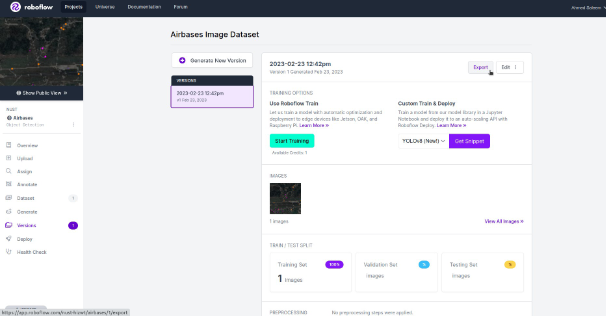 roboflow
Projects
Universe
Documentation
Forum
Show Public View »
Airbases
Object Detection
Overview
Upload
Assign
Annotate
Dataset 1
Generate
Versions 1
Deploy
Health Check
https://app.roboflow.com/
/airbases/1/export
Airbases Image Dataset
Generate New Version
VERSIONS
2023-02-23 12:42pm
v1 Feb 23, 2023
2023-02-23 12:42pm
Version 1 Generated Feb 23, 2023
Export
Edit
TRAINING OPTIONS
Use Roboflow Train
Let us train a model with automatic optimization and
deployment to edge devices like Jetson, OAK, and
Raspberry Pi. Learn More »
Start Training
Available Credits: 1
Custom Train & Deploy
Train a model from our model library in a Jupyter
Notebook and deploy it to an auto-scaling API with
Roboflow Deploy. Learn More »
YOLOv8 (New!)
Get Snippet
IMAGES
1 images
View All Images »
TRAIN / TEST SPLIT
Training Set 100%
1 images
Validation Set
images
Testing Set
images
PREPROCESSING
No preprocessing steps were applied.